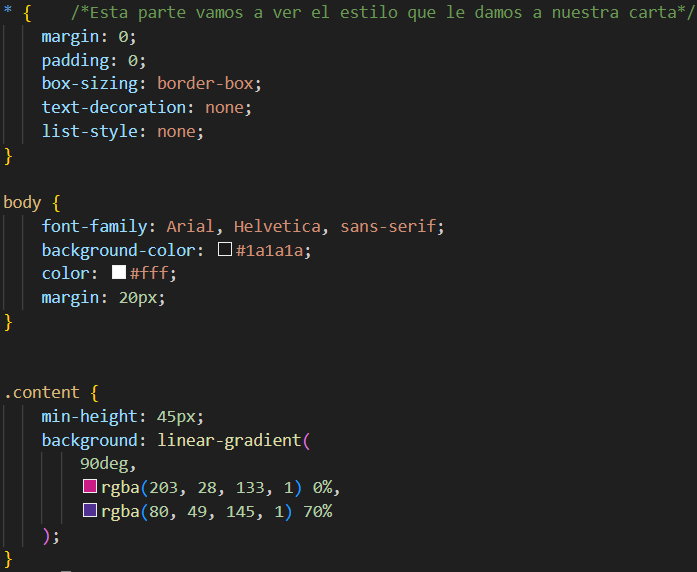 * {    /*Esta parte vamos a ver el estilo que le damos a nuestra carta*/
    margin: 0;
    padding: 0;
    box-sizing: border-box;
    text-decoration: none;
    list-style: none;
}

body {
    font-family: Arial, Helvetica, sans-serif;
    background-color: #1a1a1a;
    color: #fff;
    margin: 20px;
}


.content {
    min-height: 45px;
    background: linear-gradient(
        90deg,
        rgba(203, 28, 133, 1) 0%,
        rgba(80, 49, 145, 1) 70%
    );
}